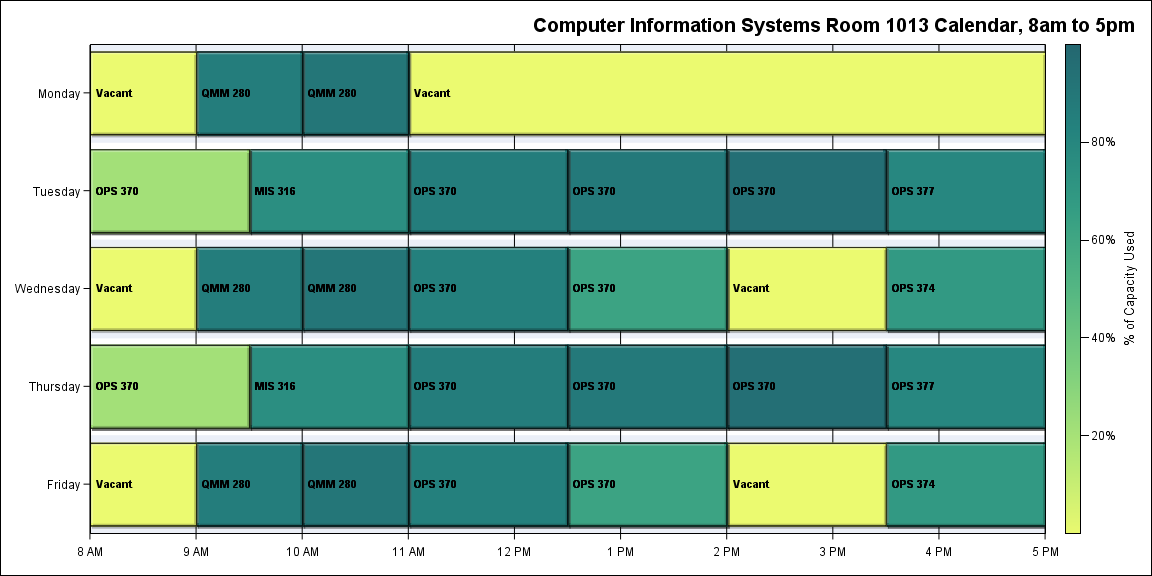 Computer Information Systems Room 1013 Calendar, 8am to 5pm
Monday
Vacant
QMM 280
QMM 280
Vacant
Tuesday
OPS 370
MIS 316
OPS 370
OPS 370
OPS 370
OPS 377
Wednesday
Vacant
QMM 280
QMM 280
OPS 370
OPS 370
Vacant
OPS 374
Thursday
OPS 370
MIS 316
OPS 370
OPS 370
OPS 370
OPS 377
Friday
Vacant
QMM 280
QMM 280
OPS 370
OPS 370
Vacant
OPS 374
8 AM
9 AM
10 AM
11 AM
12 PM
1 PM
2 PM
3 PM
4 PM
5 PM
80%
60%
40%
20%
% of Capacity Used